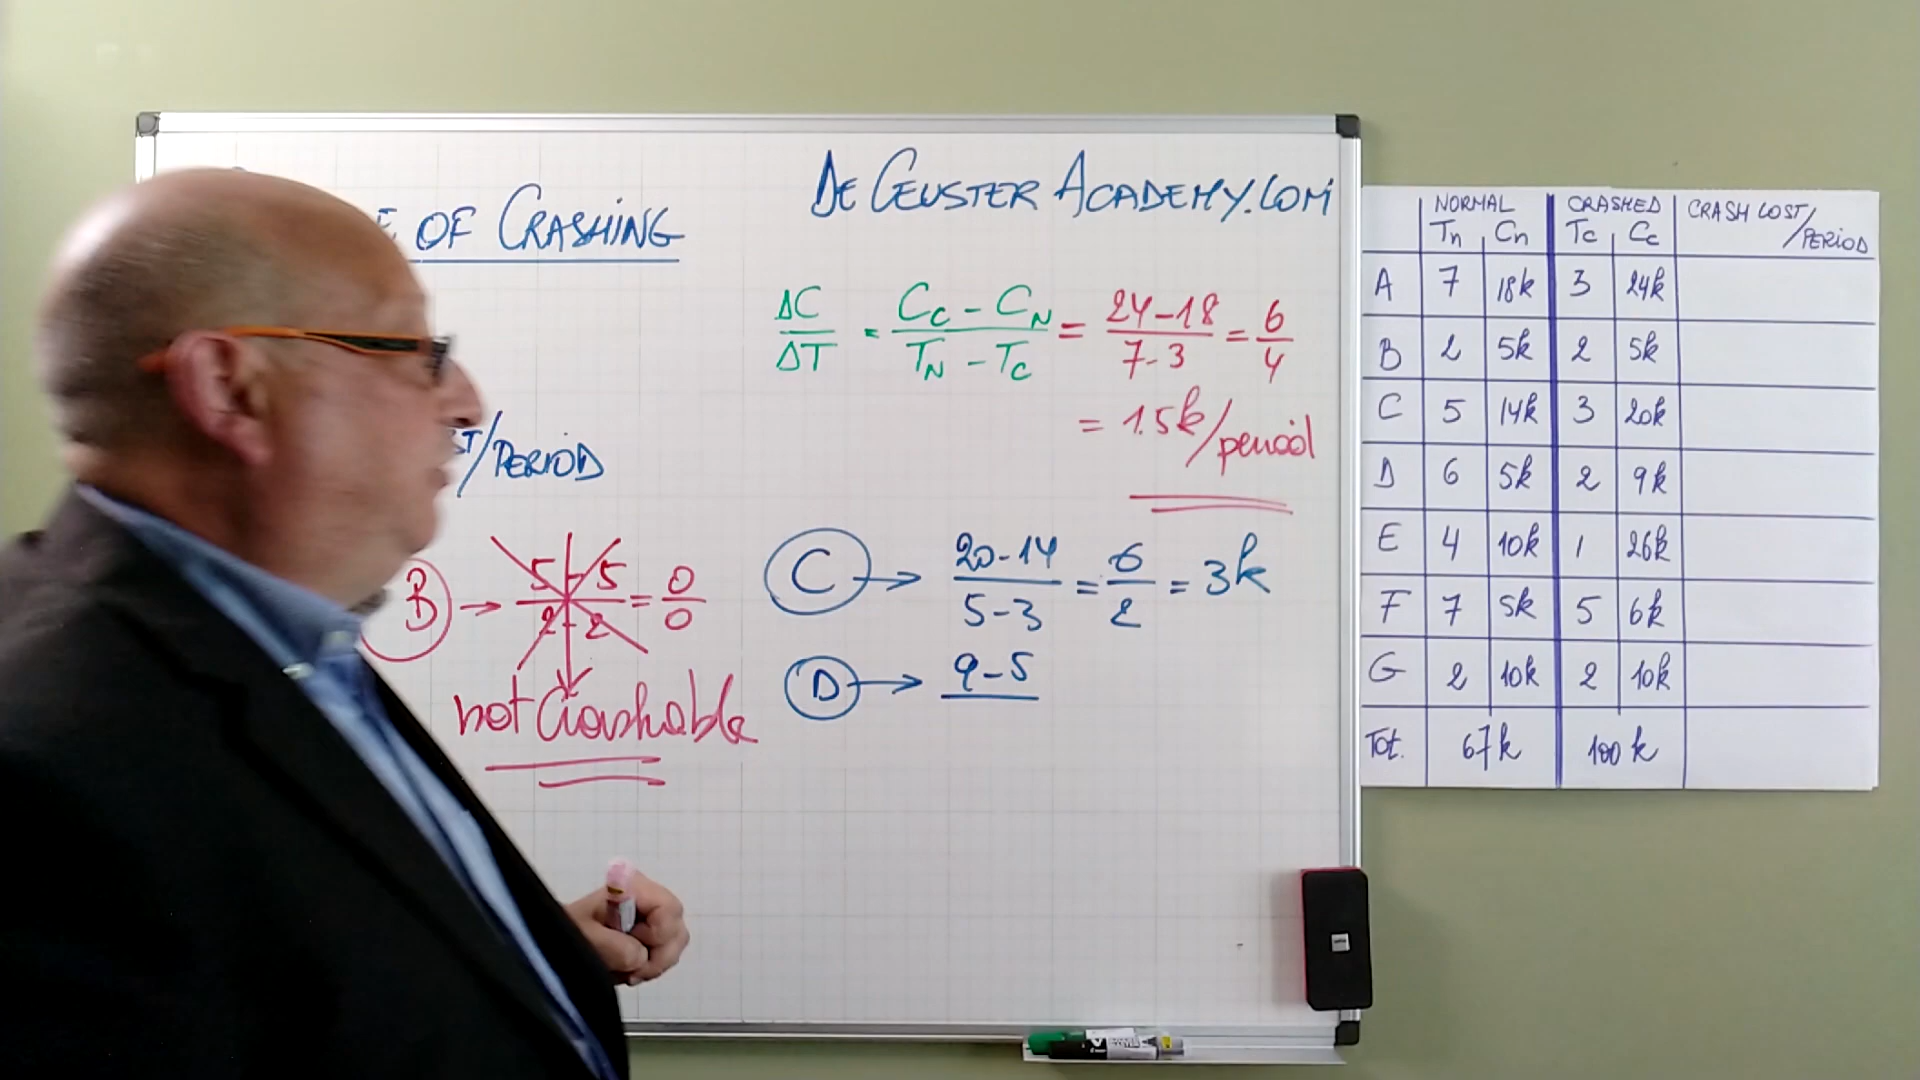 OF CRASHING
DE CEUSTER ACADEMY.COM
ΔC/ΔT = (Cc - CN)/(TN - Tc) = (24-18)/(7-3) = 6/4
= 1.5k/period
/PERIOD
B → (5-5)/(2-2) = 0/0
not Crashable
C → (20-14)/(5-3) = 6/2 = 3k
D → 9-5
NORMAL CRASHED CRASH COST/PERIOD
Tn Cn Tc Cc
A 7 18k 3 24k
B 2 5k 2 5k
C 5 14k 3 20k
D 6 5k 2 9k
E 4 10k 1 26k
F 7 5k 5 6k
G 2 10k 2 10k
Tot. 67k 100k